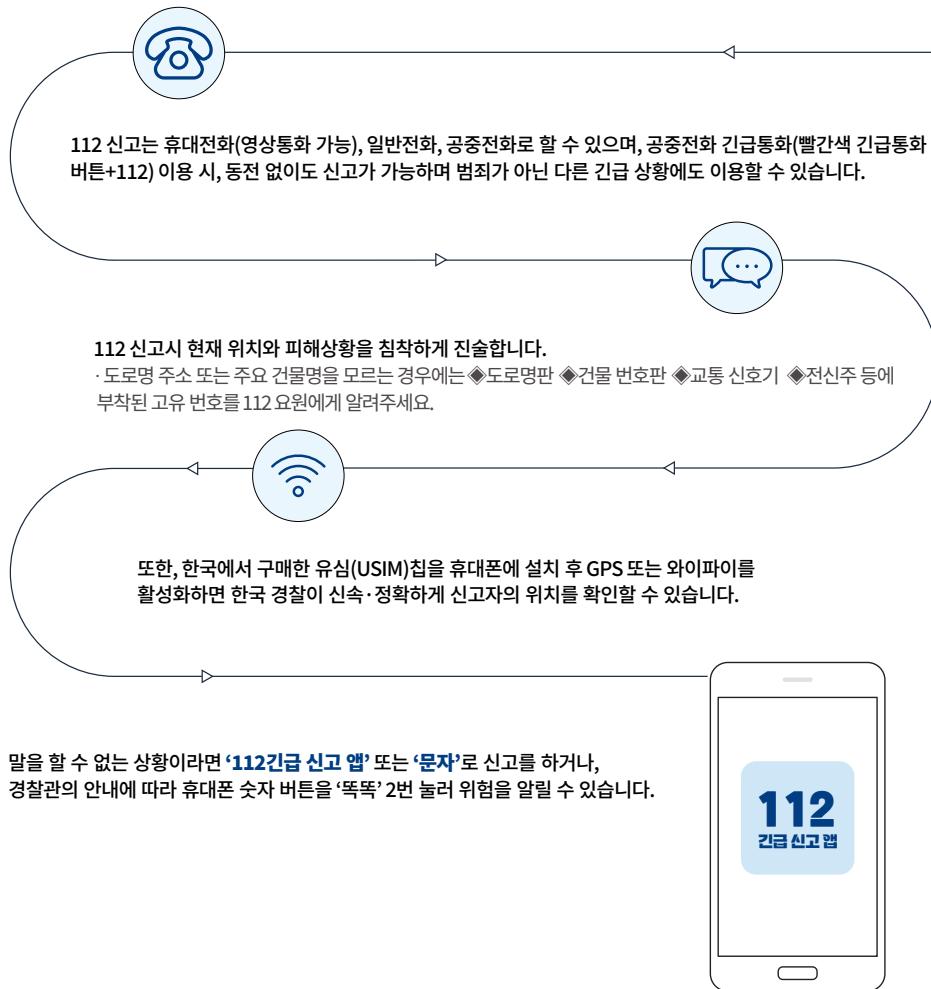 112 신고는 휴대전화(영상통화 가능), 일반전화, 공중전화로 할 수 있으며, 공중전화 긴급통화(빨간색 긴급통화
버튼+112) 이용 시, 동전 없이도 신고가 가능하며 범죄가 아닌 다른 긴급 상황에도 이용할 수 있습니다.
112 신고시 현재 위치와 피해상황을 침착하게 진술합니다.
· 도로명 주소 또는 주요 건물명을 모르는 경우에는 ◈도로명판 ◈건물 번호판 ◈교통 신호기 ◈전신주 등에
부착된 고유 번호를 112 요원에게 알려주세요.
또한, 한국에서 구매한 유심(USIM)칩을 휴대폰에 설치 후 GPS 또는 와이파이를
활성화하면 한국 경찰이 신속·정확하게 신고자의 위치를 확인할 수 있습니다.
말을 할 수 없는 상황이라면 ‘112긴급 신고 앱’ 또는 ‘문자’로 신고를 하거나,
경찰관의 안내에 따라 휴대폰 숫자 버튼을 ‘똑똑’ 2번 눌러 위험을 알릴 수 있습니다.
112
긴급 신고 앱